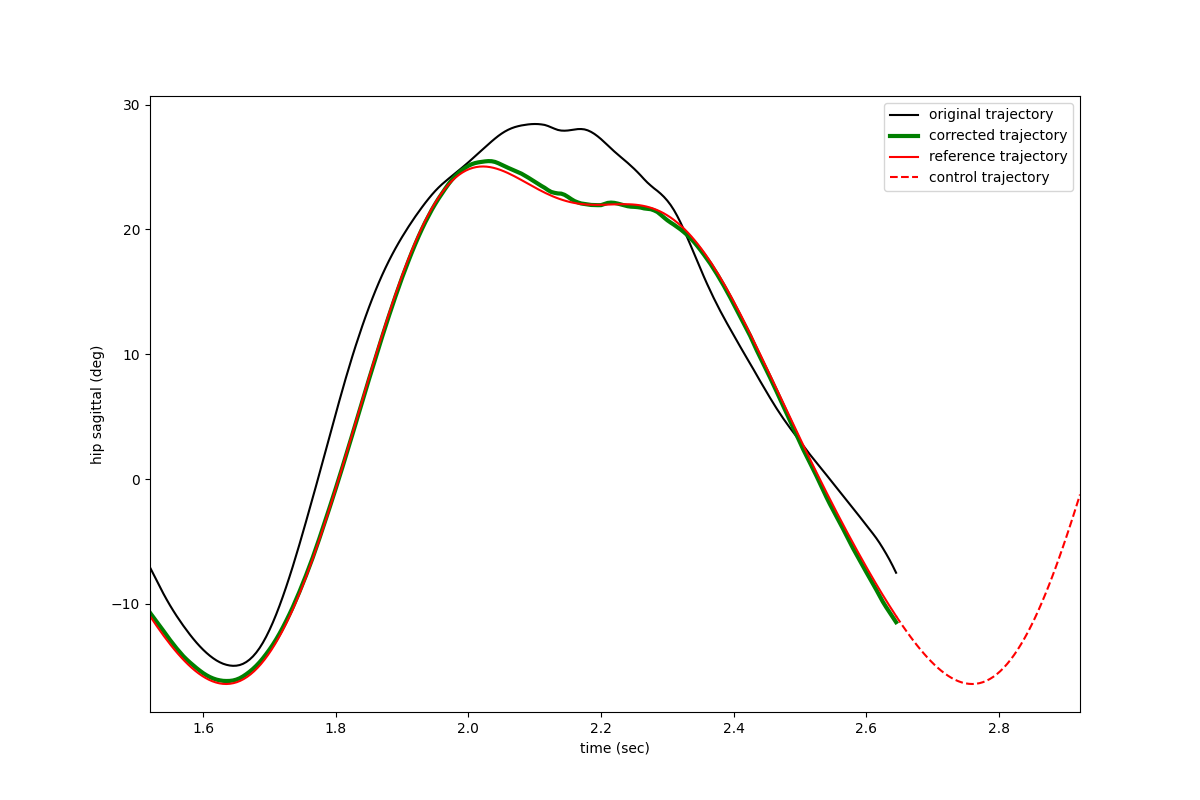 original trajectory
corrected trajectory
reference trajectory
control trajectory
30
20
10
0
−10
hip sagittal (deg)
1.6 1.8 2.0 2.2 2.4 2.6 2.8
time (sec)